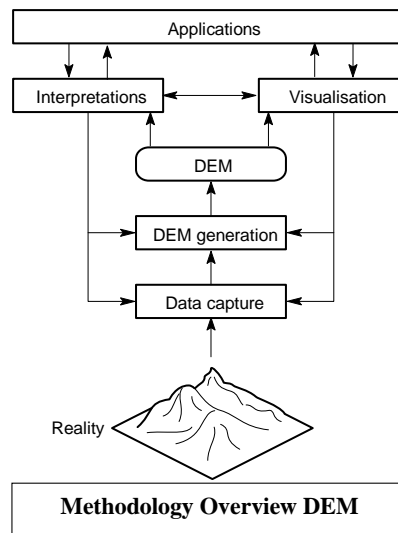 Applications
Interpretations
Visualisation
DEM
DEM generation
Data capture
Reality
Methodology Overview DEM